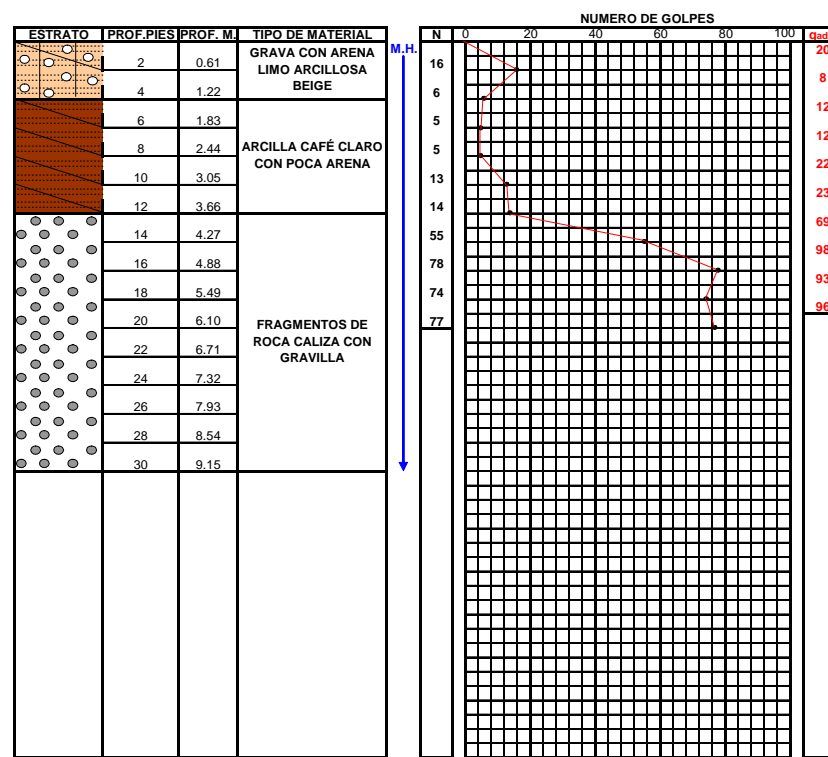 NUMERO DE GOLPES
ESTRATO PROF.PIES PROF. M. TIPO DE MATERIAL
M.H.
N 0 20 40 60 80 100 Qad
GRAVA CON ARENA
LIMO ARCILLOSA
BEIGE
2 0.61
4 1.22
6 1.83
8 2.44
ARCILLA CAFÉ CLARO
CON POCA ARENA
10 3.05
12 3.66
14 4.27
16 4.88
18 5.49
20 6.10
FRAGMENTOS DE
ROCA CALIZA CON
GRAVILLA
22 6.71
24 7.32
26 7.93
28 8.54
30 9.15
16
6
5
5
13
14
55
78
74
77
20
8
12
12
22
23
69
98
93
96